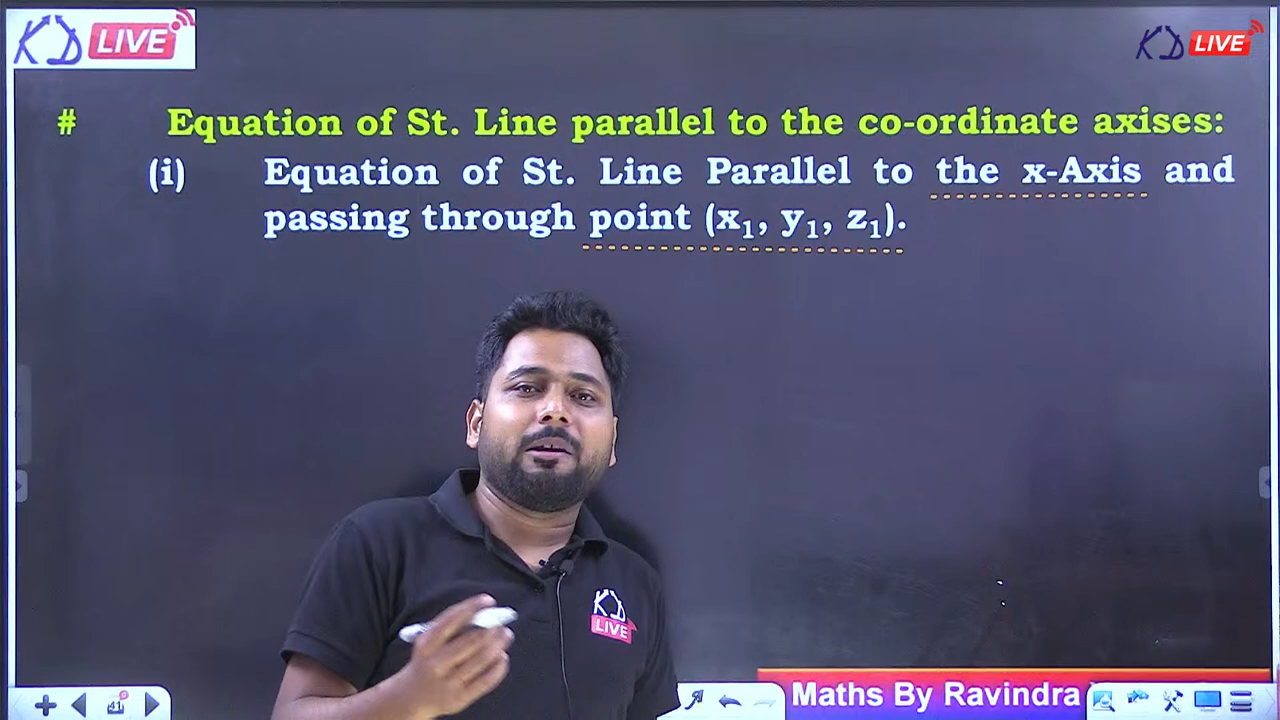 KD LIVE
KD LIVE
# Equation of St. Line parallel to the co-ordinate axises:
(i) Equation of St. Line Parallel to the x-Axis and
passing through point (x₁, y₁, z₁).
KD LIVE
Maths By Ravindra